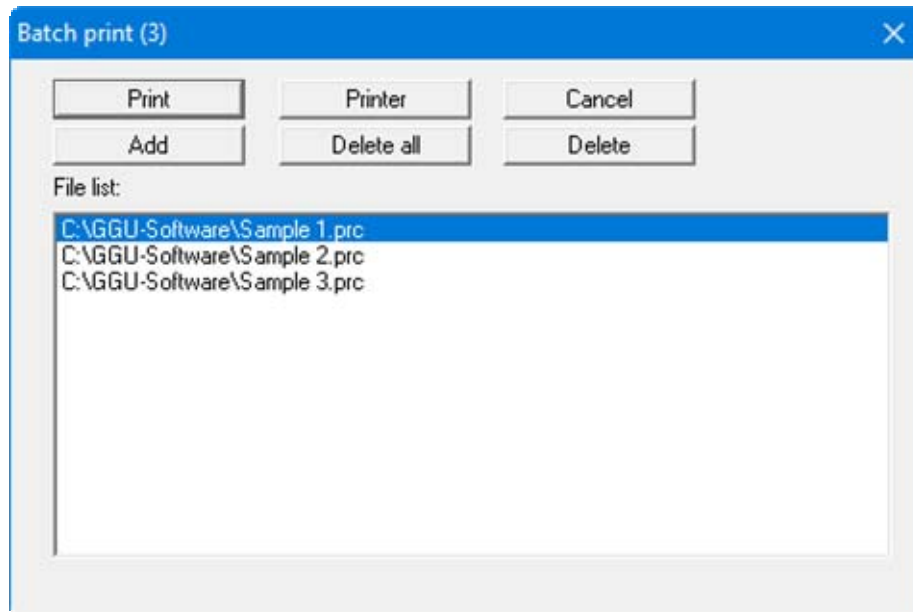 Batch print (3)
Print Printer Cancel
Add Delete all Delete
File list:
C:\GGU-Software\Sample 1.prc
C:\GGU-Software\Sample 2.prc
C:\GGU-Software\Sample 3.prc